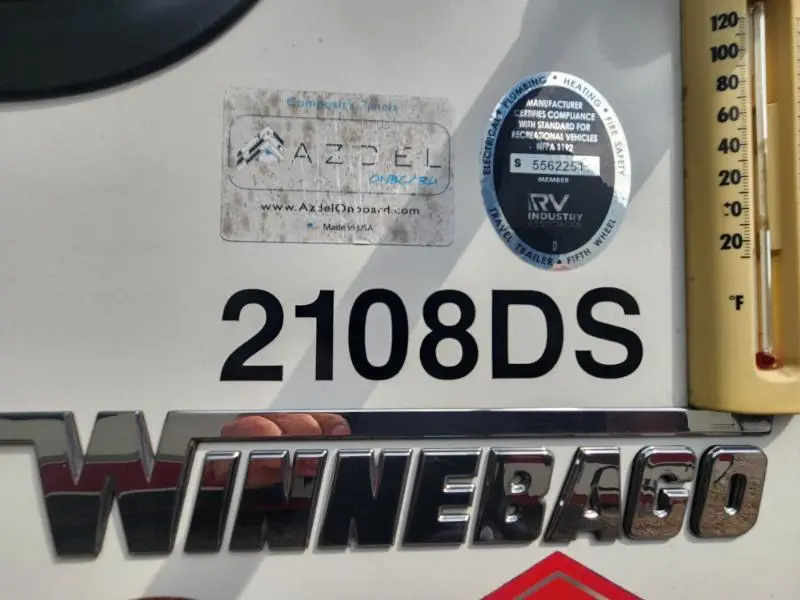 Composite Panels
AZDEL
ONBOARD
www.AzdelOnboard.com
Made in USA
ELECTRICAL • PLUMBING • HEATING • FIRE SAFETY
MANUFACTURER
CERTIFIES COMPLIANCE
WITH STANDARD FOR
RECREATIONAL VEHICLES
NFPA 1192
S 5562251
MEMBER
RV
INDUSTRY
ASSOCIATION
D
TRAVEL TRAILER • FIFTH WHEEL
120
100
80
60
40
20
20
°F
2108DS
WINNEBAGO